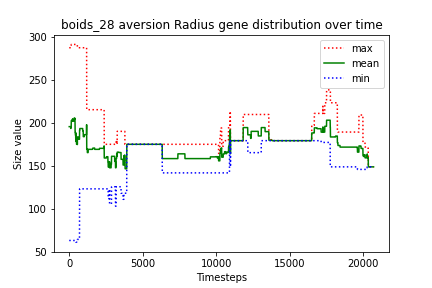 boids_28 aversion Radius gene distribution over time
max
mean
min
Size value
300
250
200
150
100
50
0
5000
10000
15000
20000
Timesteps